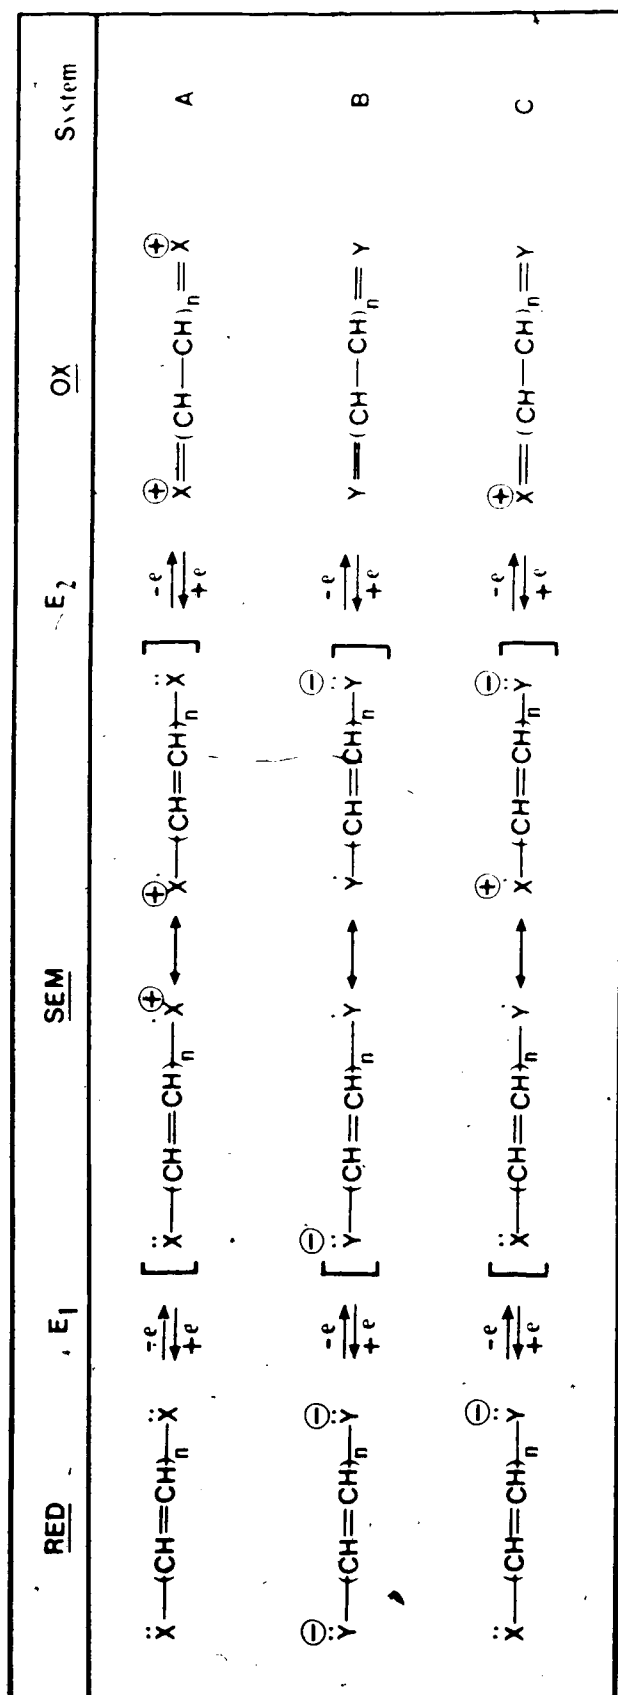 RED E₁ SEM E₂ OX System
Ẍ—(CH=CH)ₙ—Ẍ -e +e [Ẍ—(CH=CH)ₙ—Ẋ⊕ ↔ ⊕Ẋ—(CH=CH)ₙ—Ẍ] -e +e ⊕X=(CH—CH)ₙ=X⊕ A
⊖Ÿ—(CH=CH)ₙ—Ÿ⊖ -e +e [⊖Ÿ—(CH=CH)ₙ—Ẏ ↔ Ẏ—(CH=CH)ₙ—Ÿ⊖] -e +e Y=(CH—CH)ₙ=Y B
Ẍ—(CH=CH)ₙ—Ÿ⊖ -e +e [Ẍ—(CH=CH)ₙ—Ẏ ↔ ⊕Ẋ—(CH=CH)ₙ—Ÿ⊖] -e +e ⊕X=(CH—CH)ₙ=Y C